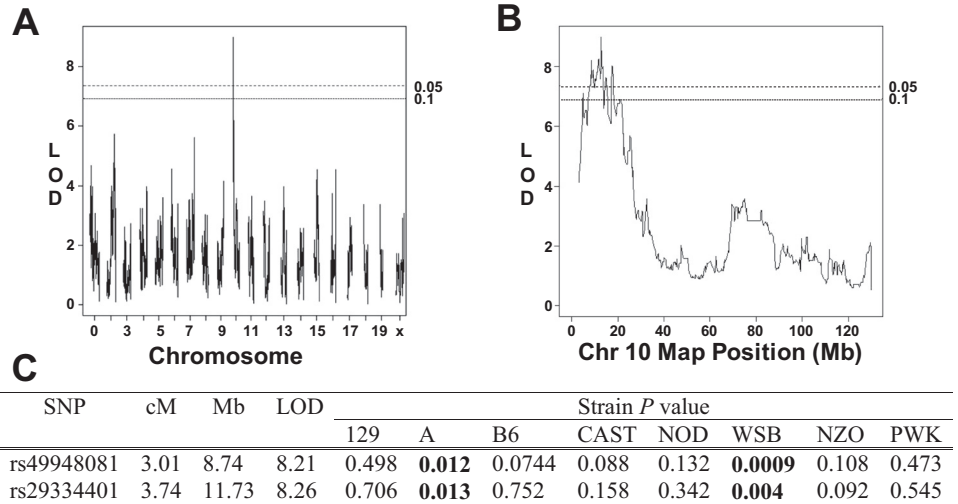 A
8
6
4
2
0
L
O
D
0.05
0.1
0 3 5 7 9 11 13 15 17 19 x
Chromosome
B
8
6
4
2
0
L
O
D
0.05
0.1
0 20 40 60 80 100 120
Chr 10 Map Position (Mb)
C
SNP cM Mb LOD Strain P value
129 A B6 CAST NOD WSB NZO PWK
rs49948081 3.01 8.74 8.21 0.498 0.012 0.0744 0.088 0.132 0.0009 0.108 0.473
rs29334401 3.74 11.73 8.26 0.706 0.013 0.752 0.158 0.342 0.004 0.092 0.545